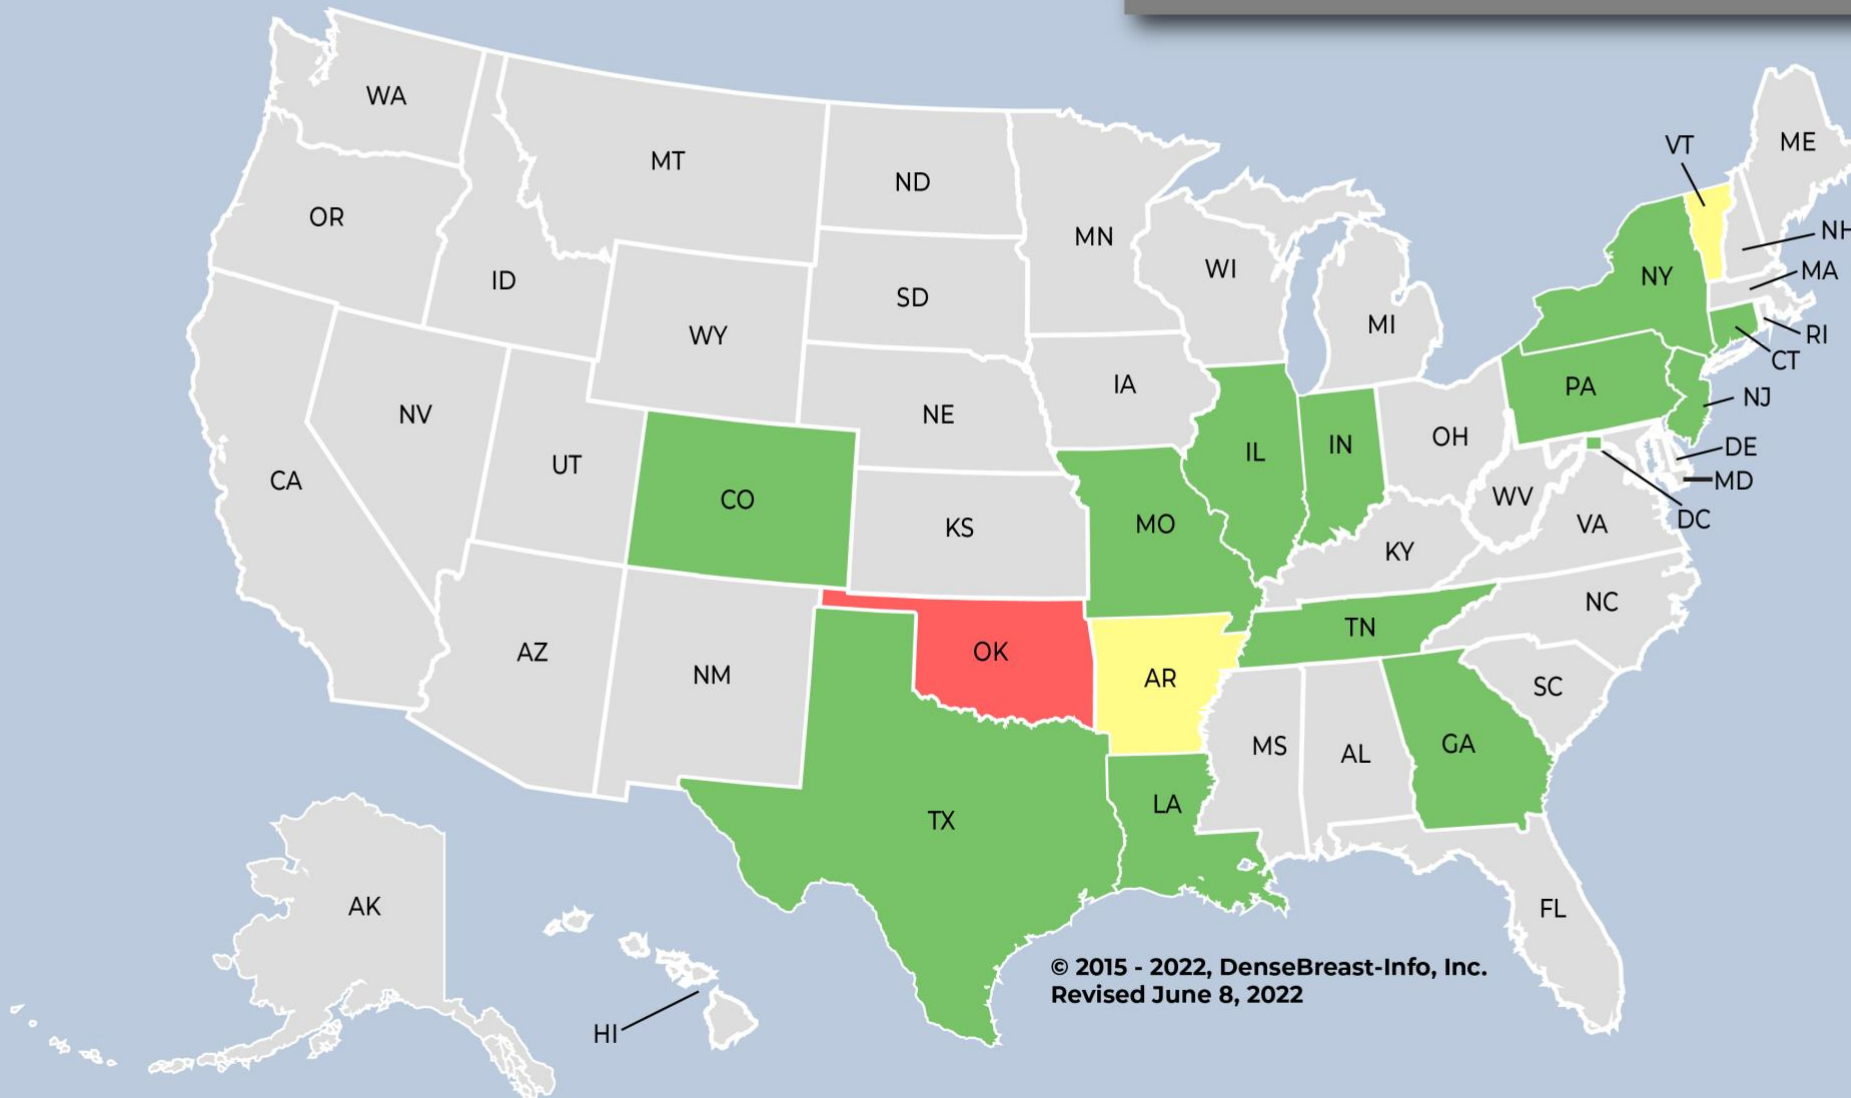 WA
MT
ND
MN
OR
ID
WY
SD
WI
MI
VT
ME
NH
MA
RI
CT
NY
PA
NJ
DE
MD
DC
NV
UT
CO
NE
IA
IL
IN
OH
WV
VA
CA
KS
MO
KY
NC
AZ
NM
OK
AR
TN
SC
TX
LA
MS
AL
GA
FL
AK
HI
© 2015 - 2022, DenseBreast-Info, Inc.
Revised June 8, 2022